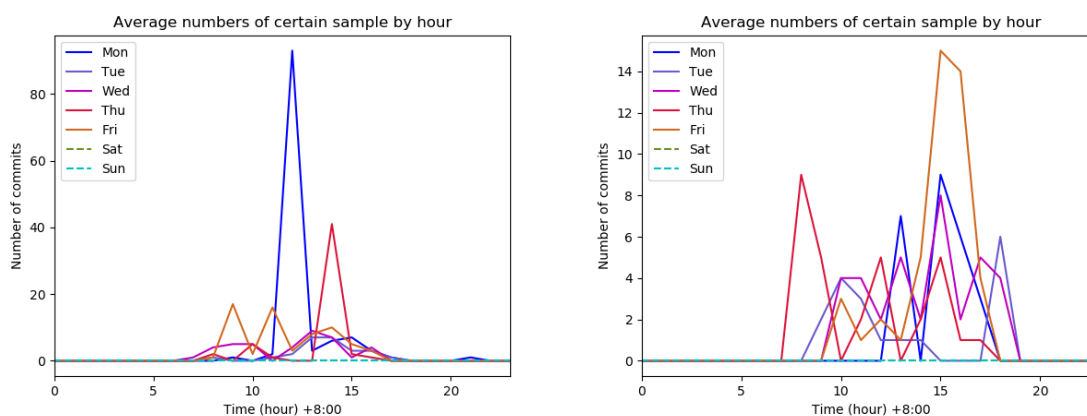 Average numbers of certain sample by hour
Number of commits
80
60
40
20
0
Mon
Tue
Wed
Thu
Fri
Sat
Sun
0 5 10 15 20
Time (hour) +8:00
Average numbers of certain sample by hour
Number of commits
14
12
10
8
6
4
2
0
Mon
Tue
Wed
Thu
Fri
Sat
Sun
0 5 10 15 20
Time (hour) +8:00